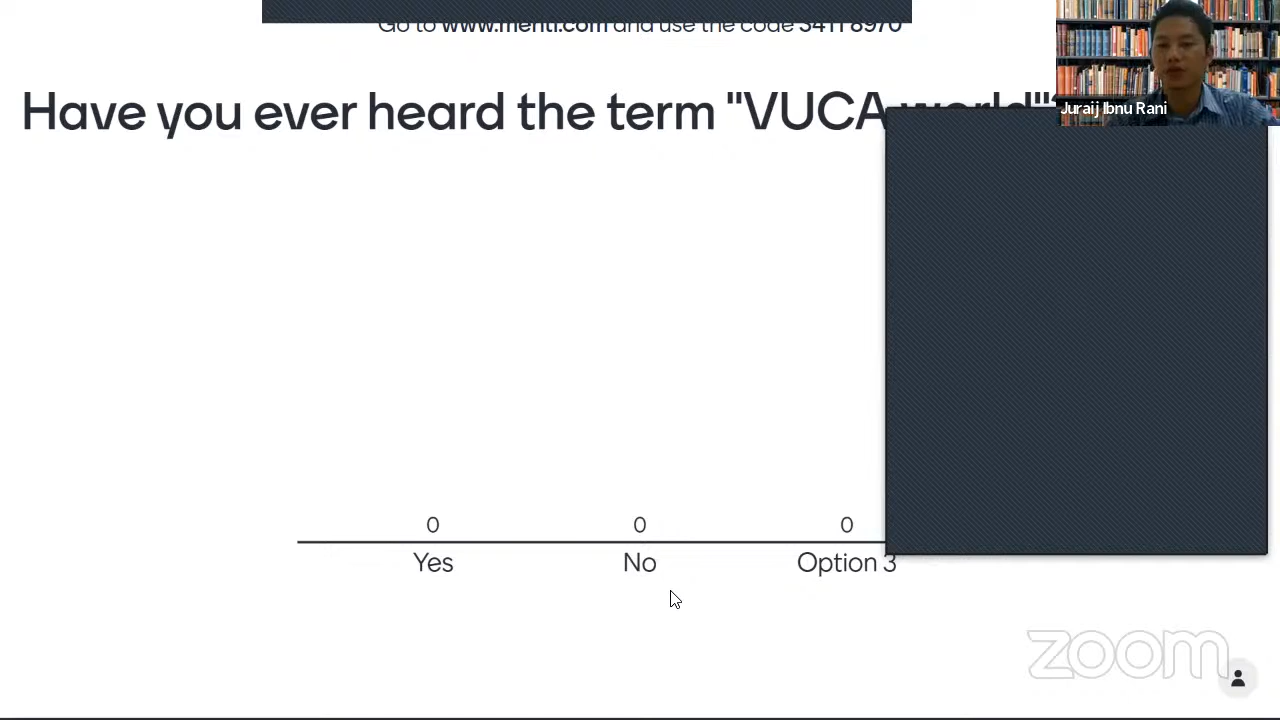 Go to www.menti.com and use the code 3411 8970
Have you ever heard the term "VUCA world"
Juraij Ibnu Rani
0 0 0
Yes No Option 3
zoom